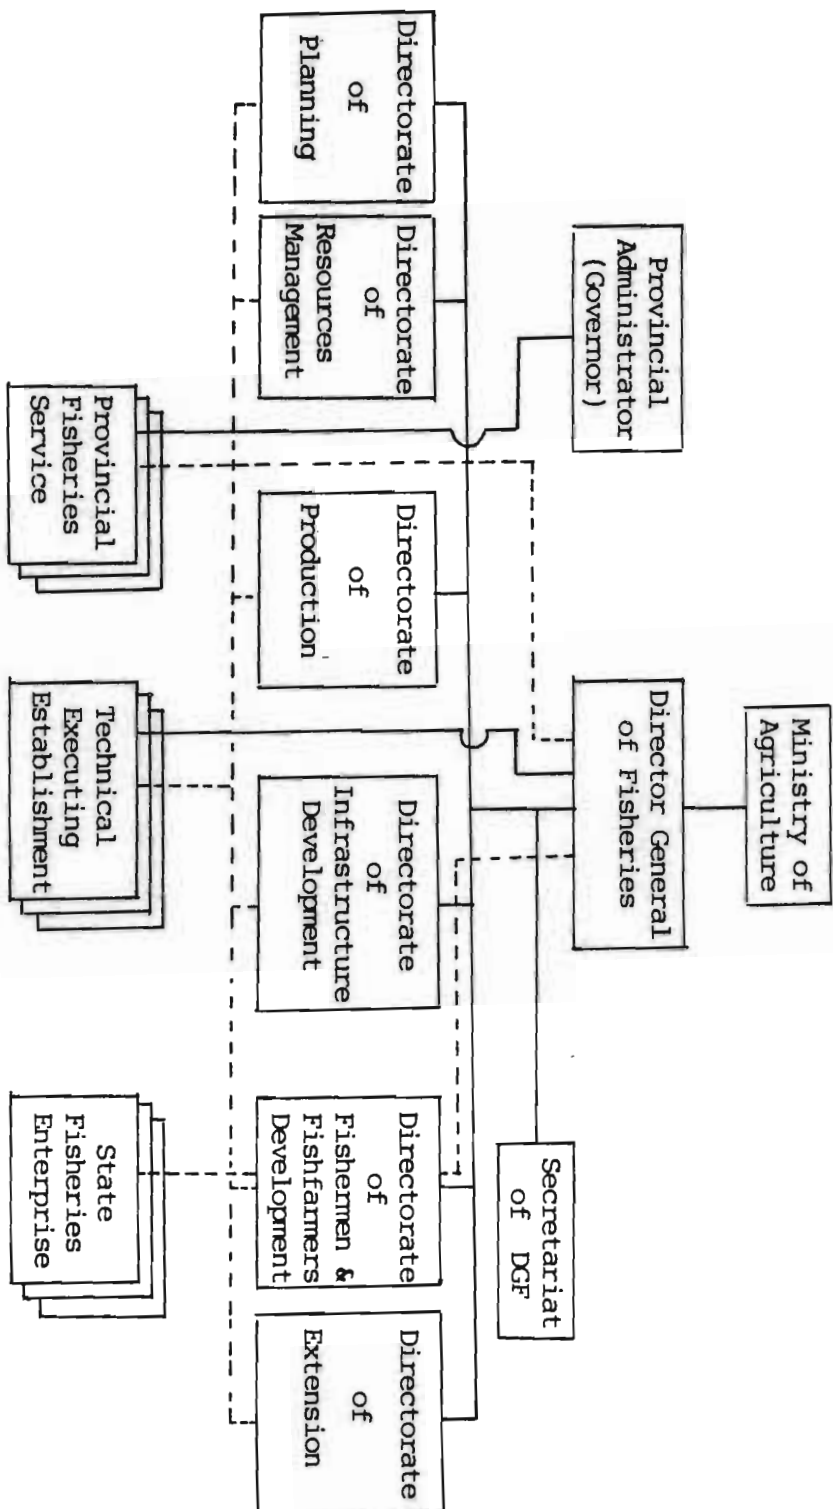 Ministry of
Agriculture
Provincial
Administrator
(Governor)
Director General
of Fisheries
Secretariat
of DGF
Directorate
of
Planning
Directorate
of
Resources
Management
Directorate
of
Production
Directorate
of
Infrastructure
Development
Directorate
of
Fishermen &
Fishfarmers
Development
Directorate
of
Extension
Provincial
Fisheries
Service
Technical
Executing
Establishment
State
Fisheries
Enterprise